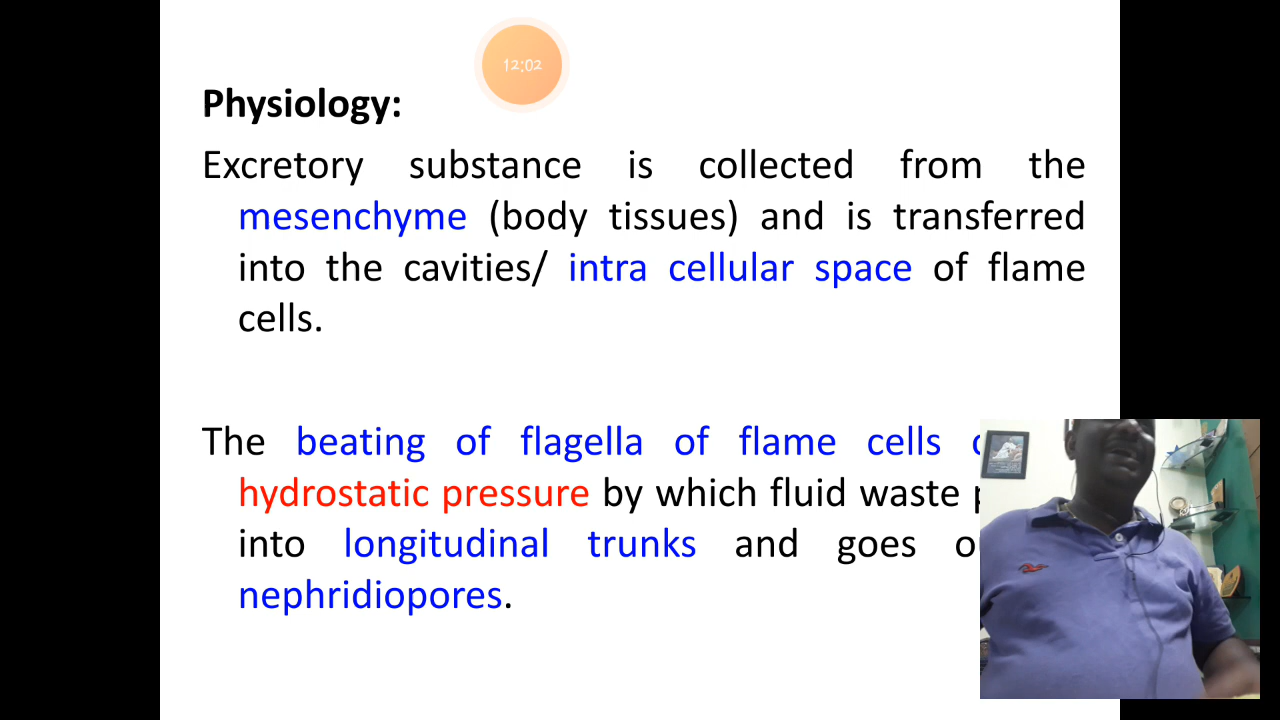 12:02
Physiology:
Excretory substance is collected from the
mesenchyme (body tissues) and is transferred
into the cavities/ intra cellular space of flame
cells.
The beating of flagella of flame cells
hydrostatic pressure by which fluid waste
into longitudinal trunks and goes
nephridiopores.